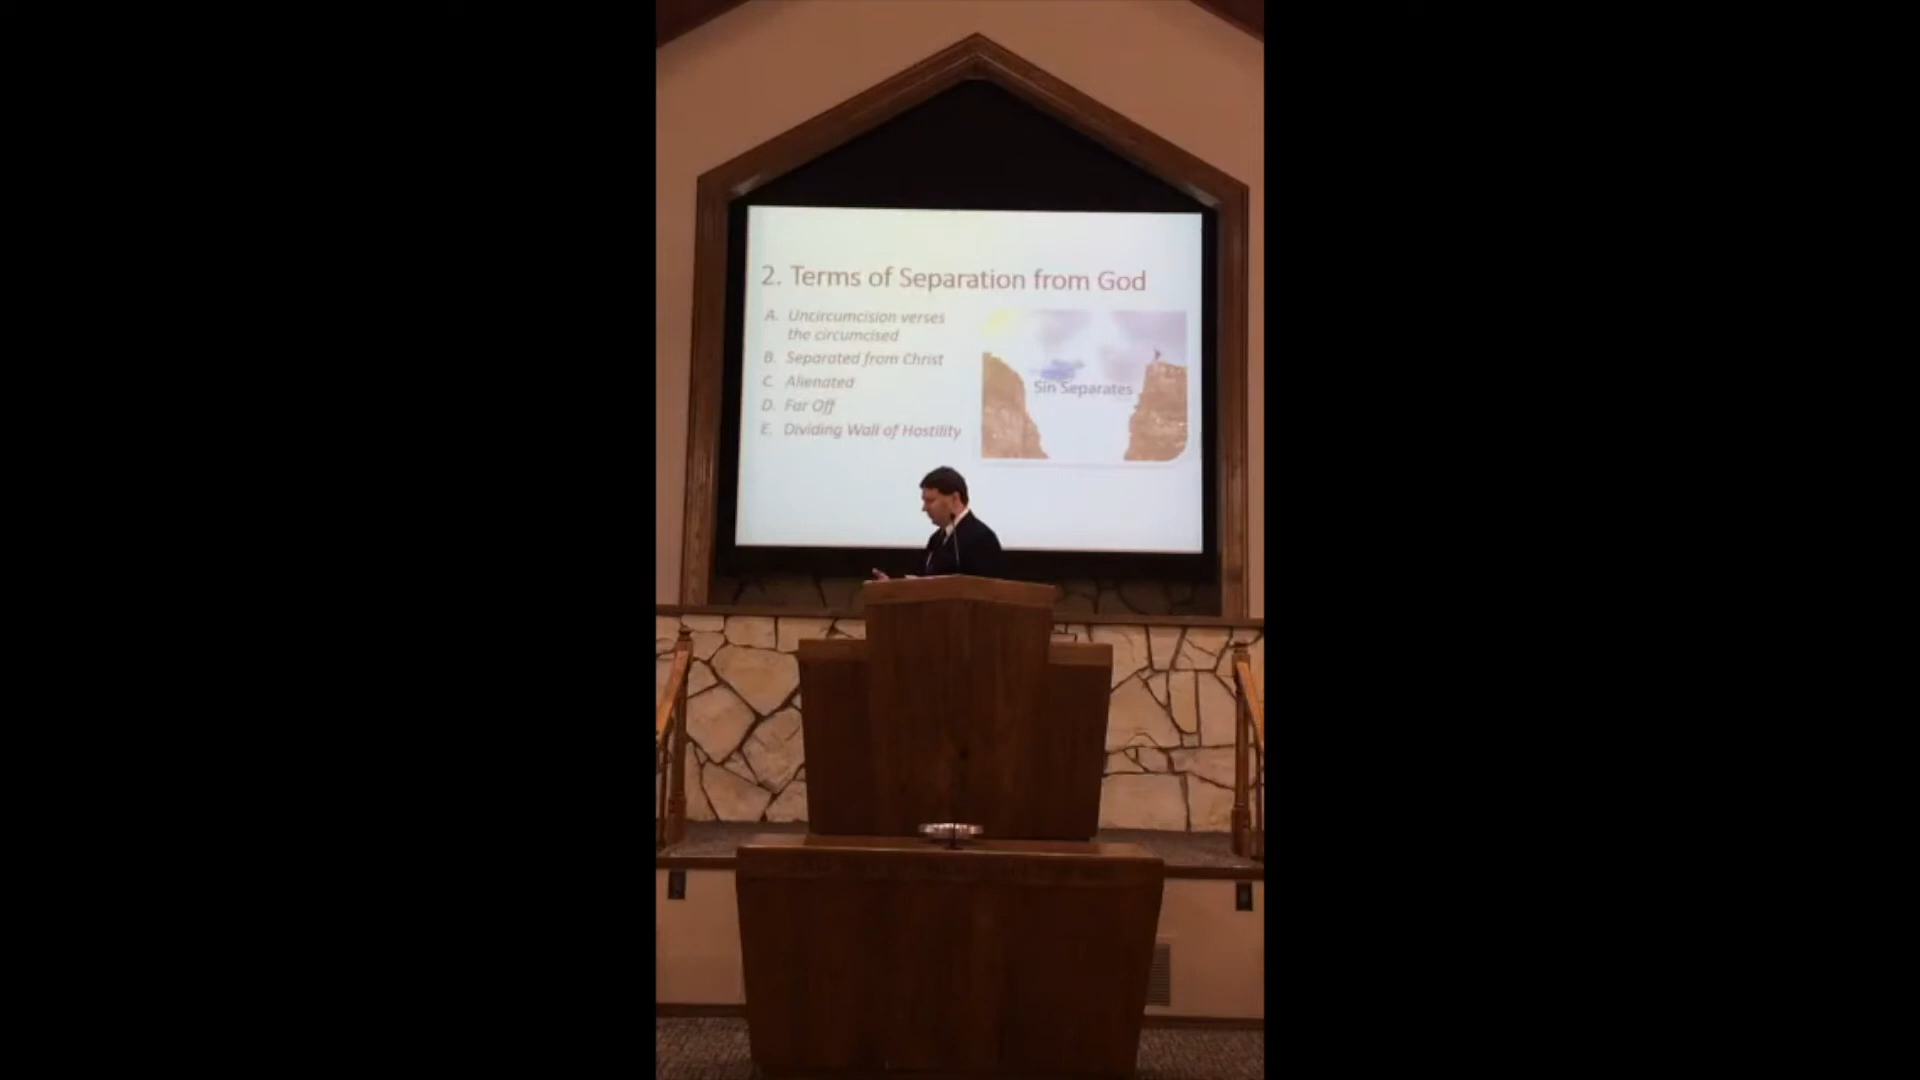 2. Terms of Separation from God
A. Uncircumcision verses
the circumcised
B. Separated from Christ
C. Alienated
D. Far Off
E. Dividing Wall of Hostility
Sin Separates